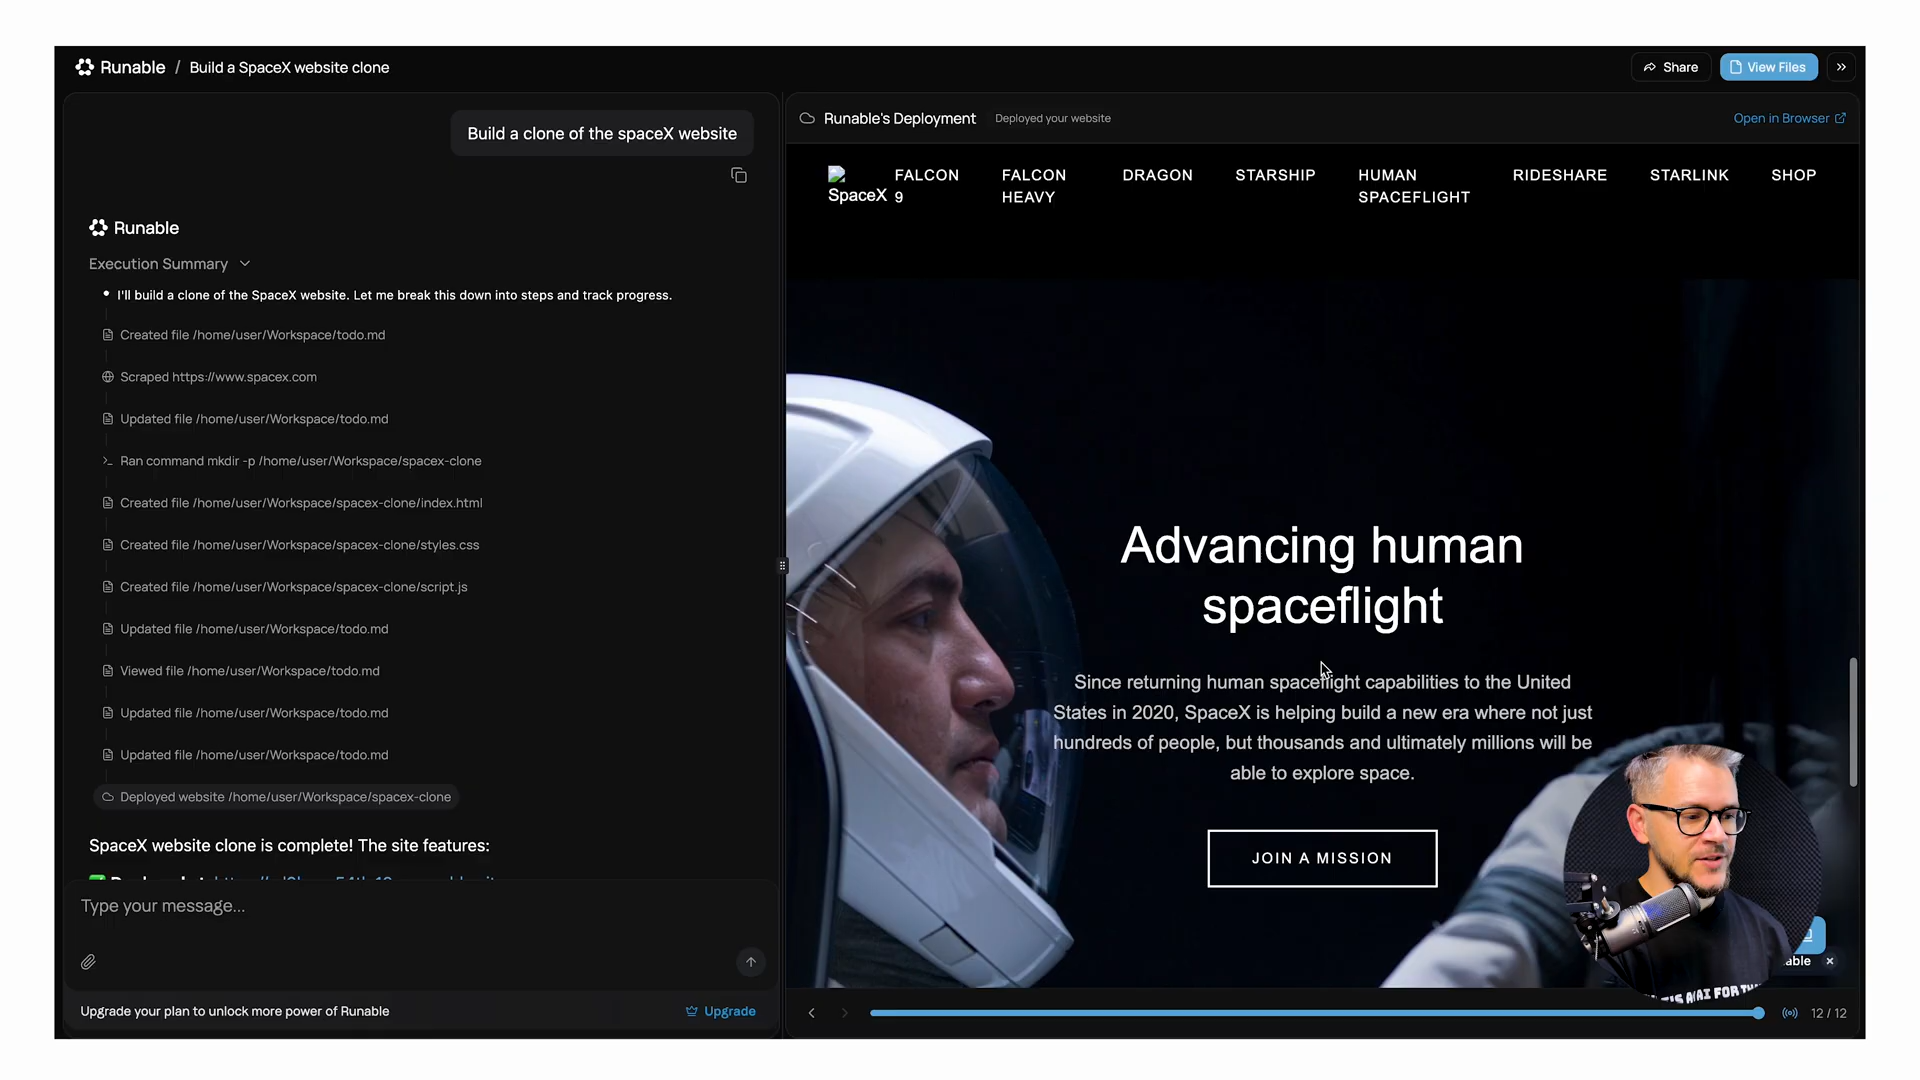 Runable / Build a SpaceX website clone
Share
View Files
Build a clone of the spaceX website
Runable
Execution Summary
I'll build a clone of the SpaceX website. Let me break this down into steps and track progress.
Created file /home/user/Workspace/todo.md
Scraped https://www.spacex.com
Updated file /home/user/Workspace/todo.md
Ran command mkdir -p /home/user/Workspace/spacex-clone
Created file /home/user/Workspace/spacex-clone/index.html
Created file /home/user/Workspace/spacex-clone/styles.css
Created file /home/user/Workspace/spacex-clone/script.js
Updated file /home/user/Workspace/todo.md
Viewed file /home/user/Workspace/todo.md
Updated file /home/user/Workspace/todo.md
Updated file /home/user/Workspace/todo.md
Deployed website /home/user/Workspace/spacex-clone
SpaceX website clone is complete! The site features:
Type your message...
Upgrade your plan to unlock more power of Runable
Upgrade
Runable's Deployment
Deployed your website
Open in Browser
SpaceX
FALCON
9
FALCON
HEAVY
DRAGON
STARSHIP
HUMAN
SPACEFLIGHT
RIDESHARE
STARLINK
SHOP
Advancing human
spaceflight
Since returning human spaceflight capabilities to the United
States in 2020, SpaceX is helping build a new era where not just
hundreds of people, but thousands and ultimately millions will be
able to explore space.
JOIN A MISSION
able
12 / 12